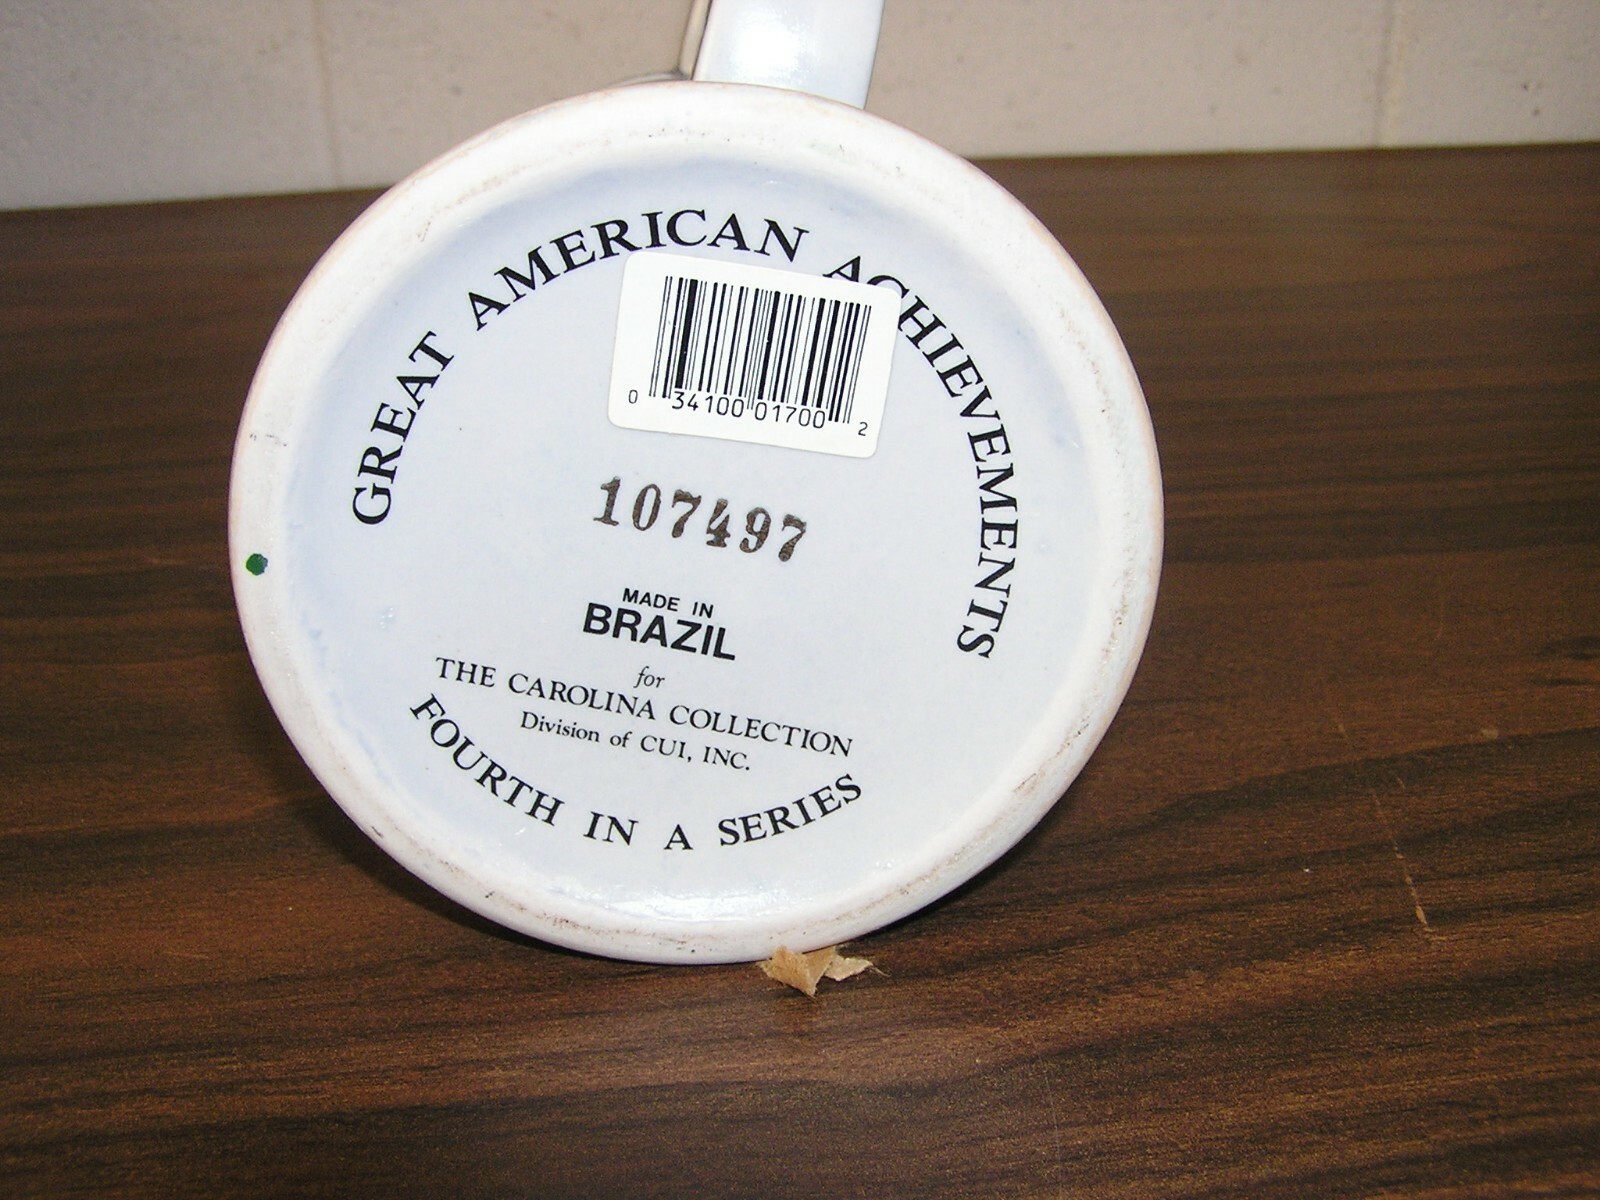 GREAT AMERICAN ACHIEVEMENTS
0 34100 01700 2
107497
MADE IN
BRAZIL
for
THE CAROLINA COLLECTION
Division of CUI, INC.
FOURTH IN A SERIES